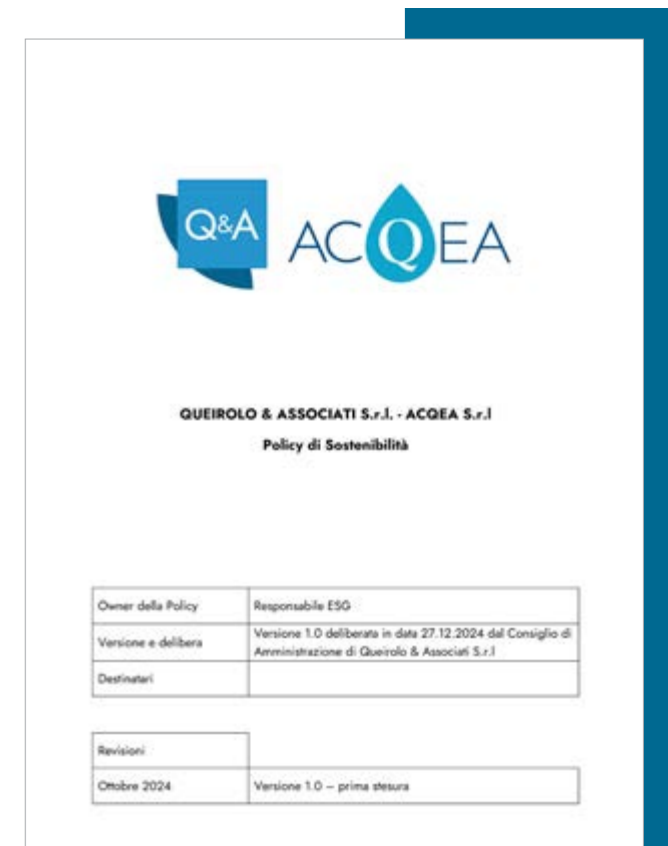 Q&A ACQEA
QUEIROLO & ASSOCIATI S.r.l. - ACQEA S.r.l
Policy di Sostenibilità
Owner della Policy Responsabile ESG
Versione e delibera Versione 1.0 deliberata in data 27.12.2024 dal Consiglio di
Amministrazione di Queirolo & Associati S.r.l
Destinatari
Revisioni
Ottobre 2024 Versione 1.0 – prima stesura